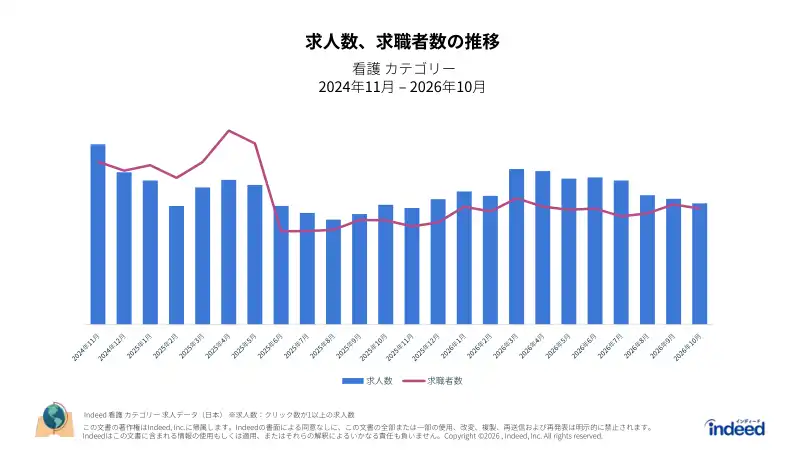 求人数、求職者数の推移
看護 カテゴリー
2024年11月 – 2026年10月
2024年11月
2024年12月
2025年1月
2025年2月
2025年3月
2025年4月
2025年5月
2025年6月
2025年7月
2025年8月
2025年9月
2025年10月
2025年11月
2025年12月
2026年1月
2026年2月
2026年3月
2026年4月
2026年5月
2026年6月
2026年7月
2026年8月
2026年9月
2026年10月
求人数
求職者数
Indeed 看護 カテゴリー 求人データ（日本） ※求人数：クリック数が1以上の求人数
この文書の著作権はIndeed, Inc.に帰属します。Indeedの書面による同意なしに、この文書の全部または一部の使用、改変、複製、再送信および再発表は明示的に禁止されます。
Indeedはこの文書に含まれる情報の使用もしくは適用、またはそれらの解釈によるいかなる責任も負いません。Copyright ©2026 , Indeed, Inc. All rights reserved.
インディード
indeed